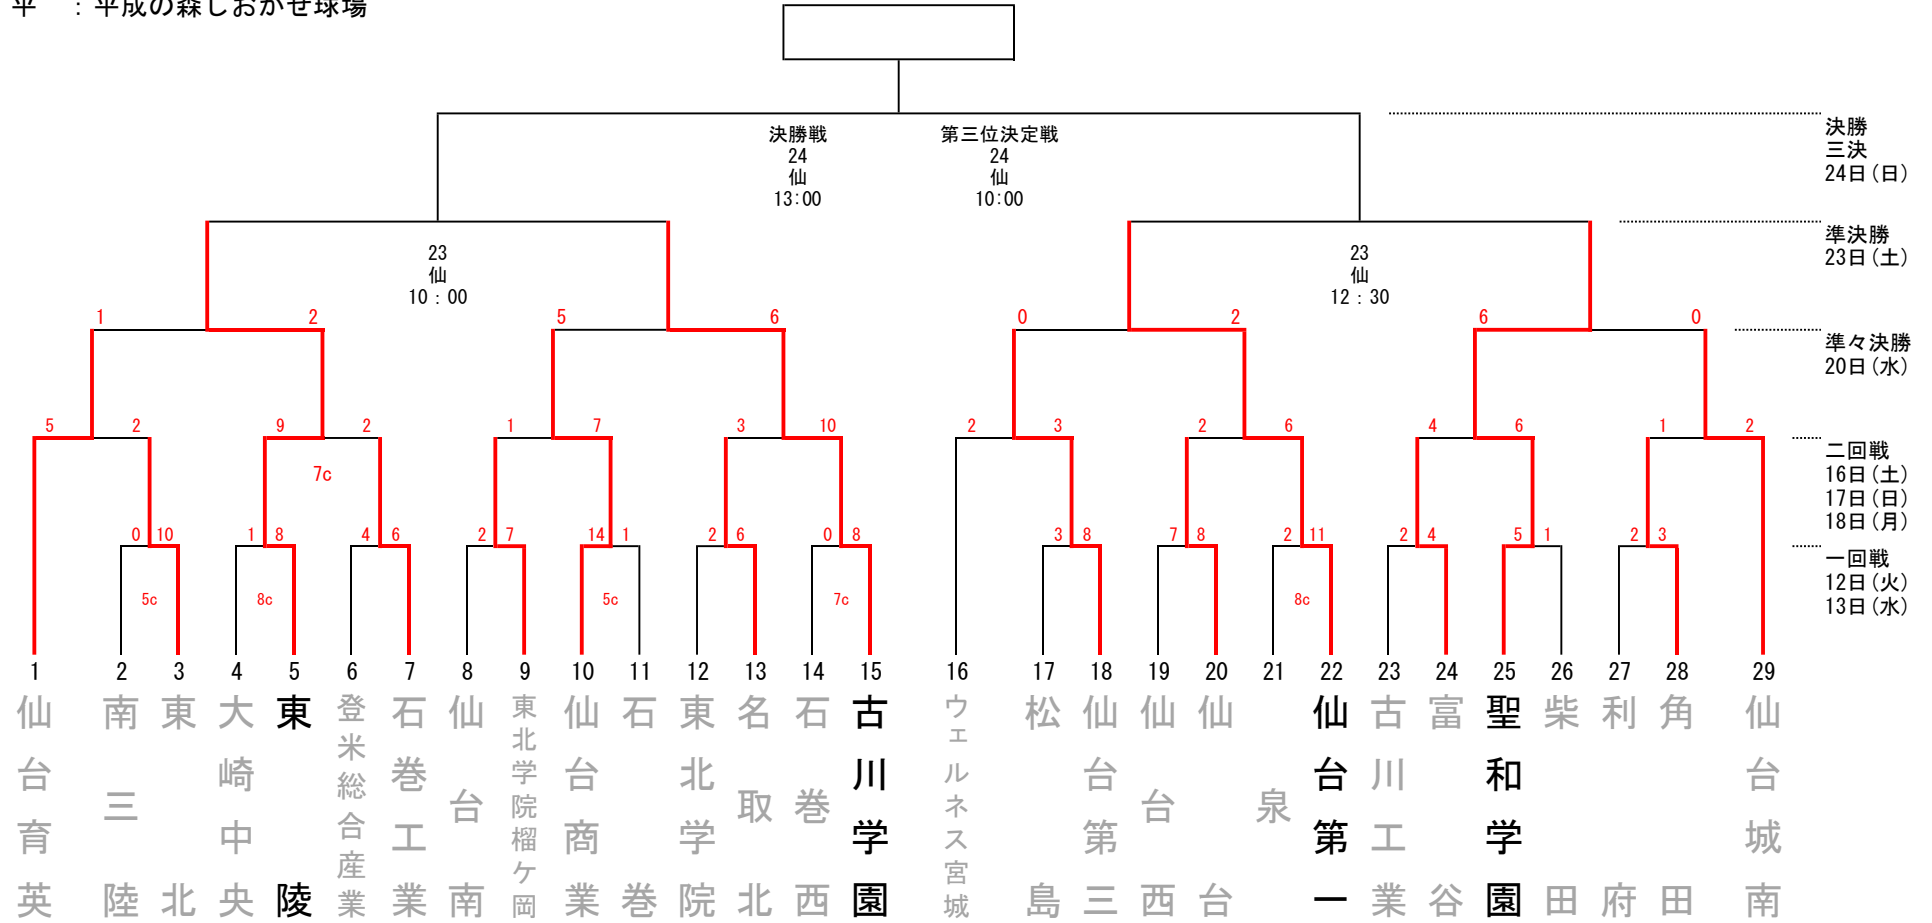 平　：平成の森しおかぜ球場
決勝戦
24
仙
13:00
第三位決定戦
24
仙
10:00
決勝
三決
24日(日)
23
仙
10：00
23
仙
12：30
準決勝
23日(土)
1 2 5 6 0 2 6 0
準々決勝
20日(水)
5 2 9 2 1 7 3 10 2 3 2 6 4 6 1 2
7c
二回戦
16日(土)
17日(日)
18日(月)
0 10 1 8 4 6 2 7 14 1 2 6 0 8 3 8 7 8 2 11 2 4 5 1 2 3
一回戦
12日(火)
13日(水)
5c 8c 5c 7c 8c
1 2 3 4 5 6 7 8 9 10 11 12 13 14 15 16 17 18 19 20 21 22 23 24 25 26 27 28 29
仙台育英
南三陸
東北
大崎中央
東陵
登米総合産業
石巻工業
仙台南
東北学院榴ケ岡
仙台商業
石巻
東北学院
名取北
石巻西
古川学園
ウェルネス宮城
松島
仙台第三
仙台西
仙台
泉
仙台第一
古川工業
富谷
聖和学園
柴田
利府
角田
仙台城南